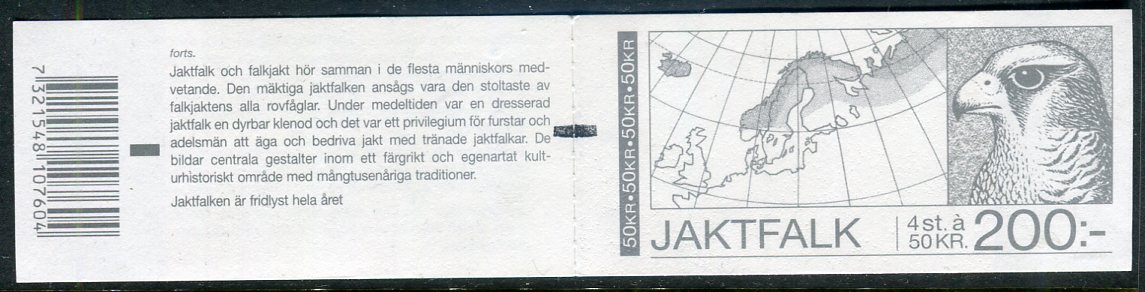 forts.
Jaktfalk och falkjakt hör samman i de flesta människors med-
vetande. Den mäktiga jaktfalken ansågs vara den stoltaste av
falkjaktens alla rovfåglar. Under medeltiden var en dresserad
jaktfalk en dyrbar klenod och det var ett privilegium för furstar och
adelsmän att äga och bedriva jakt med tränade jaktfalkar. De
bildar centrala gestalter inom ett färgrikt och egenartat kult-
urhistoriskt område med mångtusenåriga traditioner.
Jaktfalken är fridlyst hela året
7 321548 107604
50KR·50KR·50KR·50KR
JAKTFALK
4 st. à
50 KR.
200:-